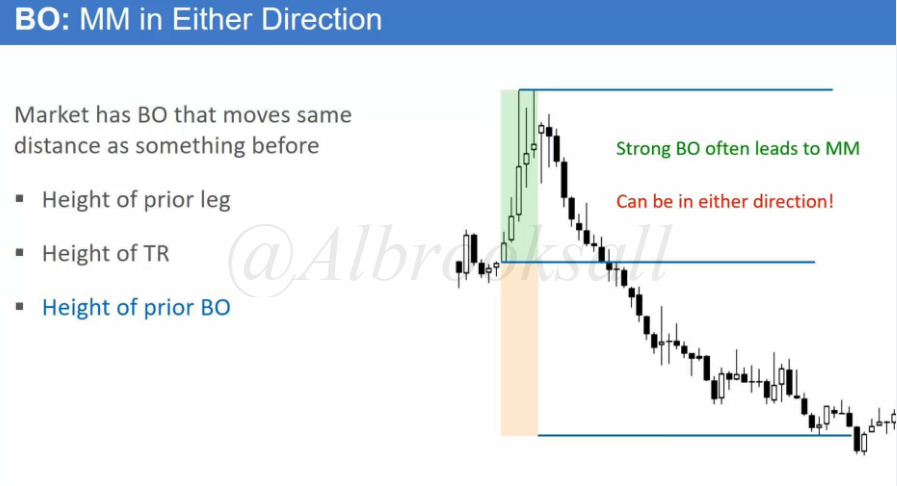 BO: MM in Either Direction
Market has BO that moves same
distance as something before
▪ Height of prior leg
▪ Height of TR
▪ Height of prior BO
Strong BO often leads to MM
Can be in either direction!
@Albrooksall